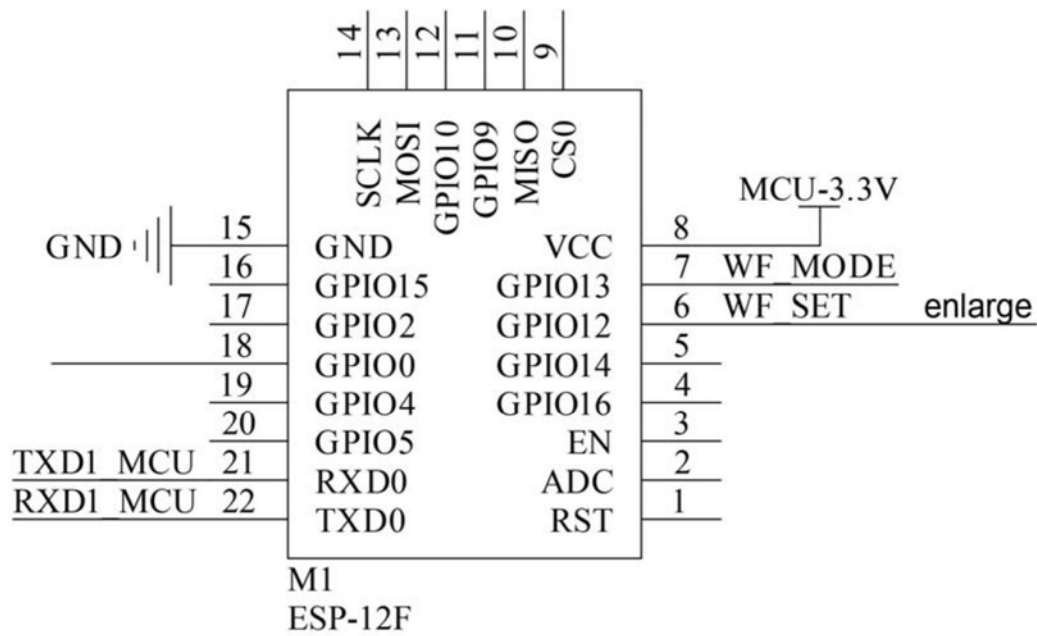 14 13 12 11 10 9
SCLK MOSI GPIO10 GPIO9 MISO CS0
MCU-3.3V
GND 15 GND VCC 8
16 GPIO15 GPIO13 7 WF_MODE
17 GPIO2 GPIO12 6 WF_SET enlarge
18 GPIO0 GPIO14 5
19 GPIO4 GPIO16 4
20 GPIO5 EN 3
TXD1_MCU 21 RXD0 ADC 2
RXD1_MCU 22 TXD0 RST 1
M1
ESP-12F